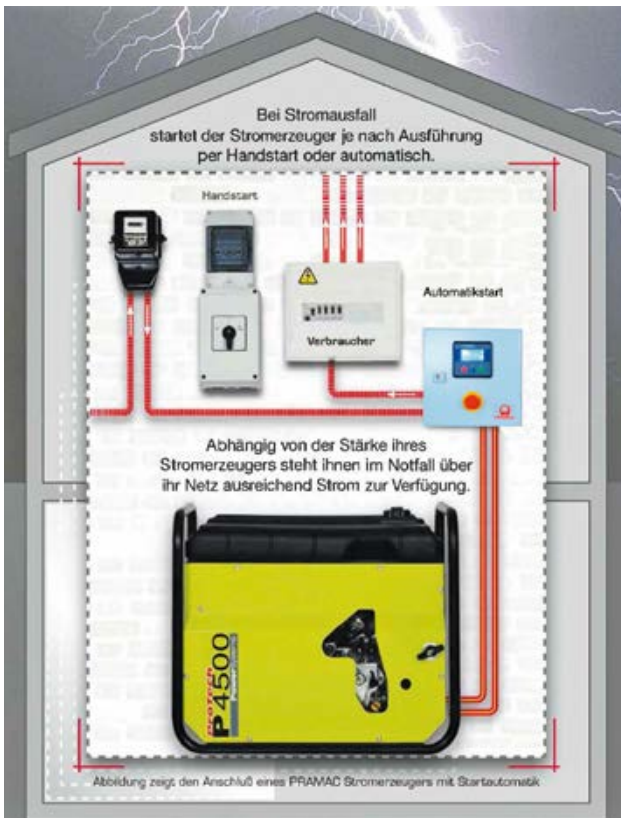 Bei Stromausfall
startet der Stromerzeuger je nach Ausführung
per Handstart oder automatisch.
Handstart
Automatikstart
Verbraucher
Abhängig von der Stärke ihres
Stromerzeugers steht ihnen im Notfall über
ihr Netz ausreichend Strom zur Verfügung.
PROTECH
P4500
Abbildung zeigt den Anschluß eines PRAMAC Stromerzeugers mit Startautomatik